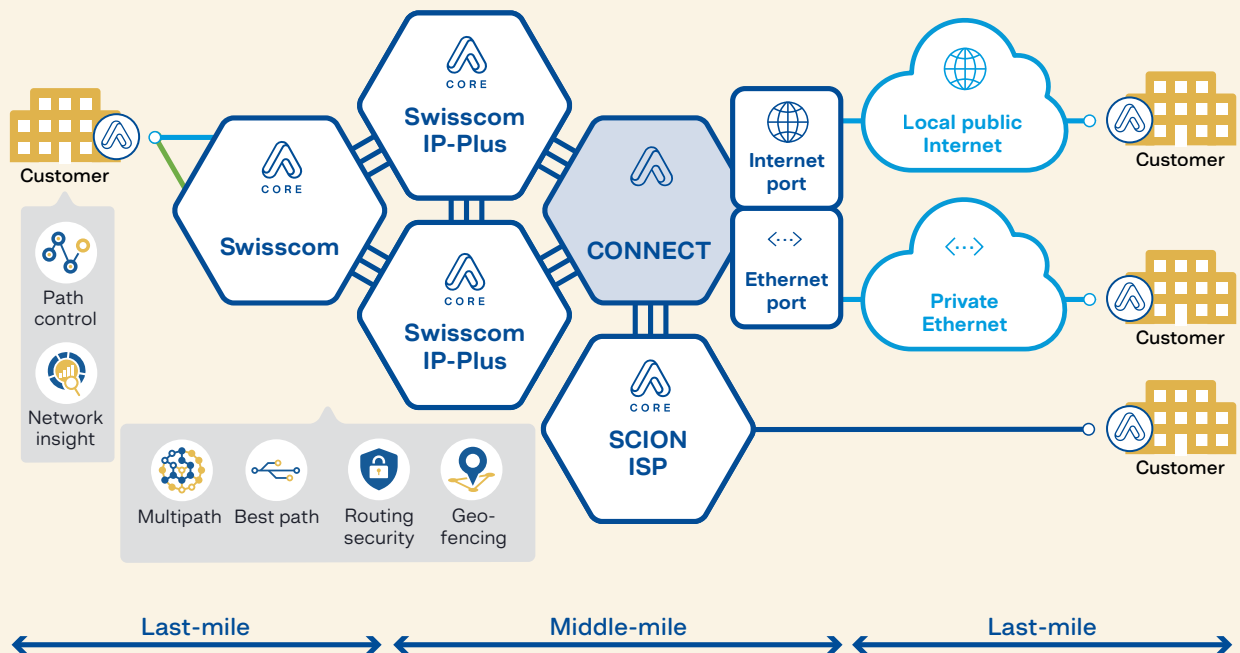 Customer
Path
control
Network
insight
CORE
Swisscom
CORE
Swisscom
IP-Plus
CORE
Swisscom
IP-Plus
CONNECT
Internet
port
Ethernet
port
CORE
SCION
ISP
Local public
Internet
Private
Ethernet
Customer
Customer
Customer
Multipath
Best path
Routing
security
Geo-
fencing
Last-mile
Middle-mile
Last-mile